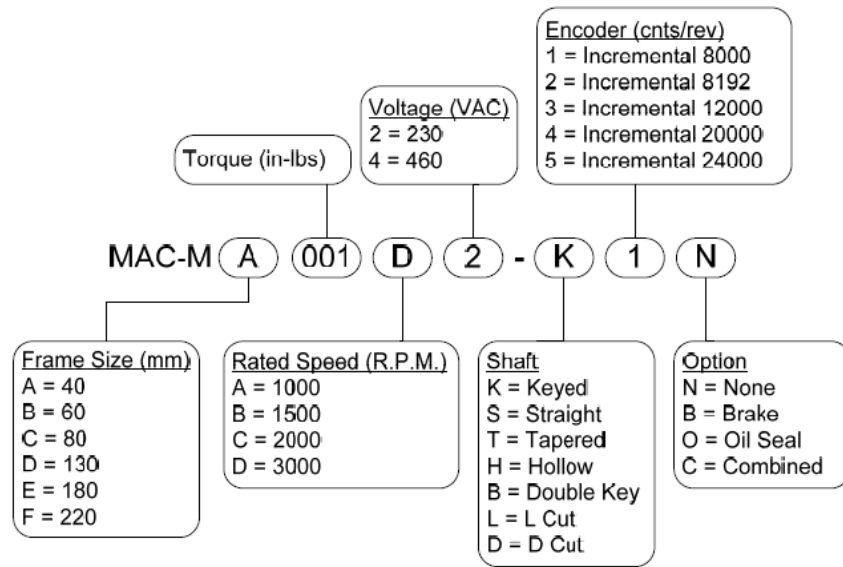 Encoder (cnts/rev)
1 = Incremental 8000
2 = Incremental 8192
3 = Incremental 12000
4 = Incremental 20000
5 = Incremental 24000
Voltage (VAC)
2 = 230
4 = 460
Torque (in-lbs)
MAC-M A 001 D 2 - K 1 N
Frame Size (mm)
A = 40
B = 60
C = 80
D = 130
E = 180
F = 220
Rated Speed (R.P.M.)
A = 1000
B = 1500
C = 2000
D = 3000
Shaft
K = Keyed
S = Straight
T = Tapered
H = Hollow
B = Double Key
L = L Cut
D = D Cut
Option
N = None
B = Brake
O = Oil Seal
C = Combined